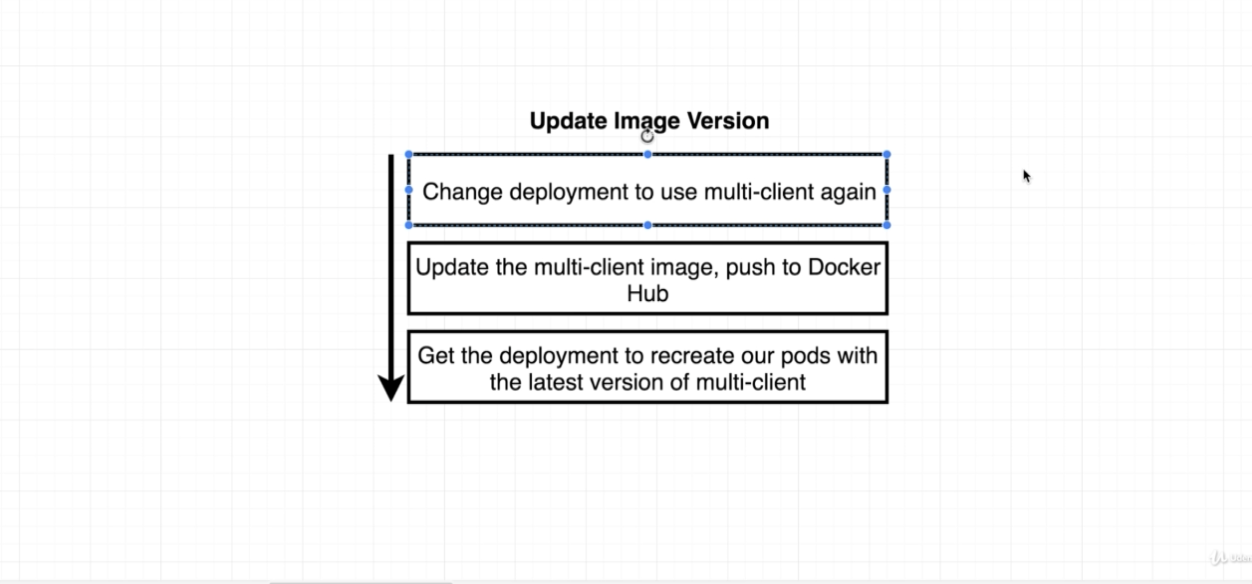 Update Image Version
Change deployment to use multi-client again
Update the multi-client image, push to Docker
Hub
Get the deployment to recreate our pods with
the latest version of multi-client